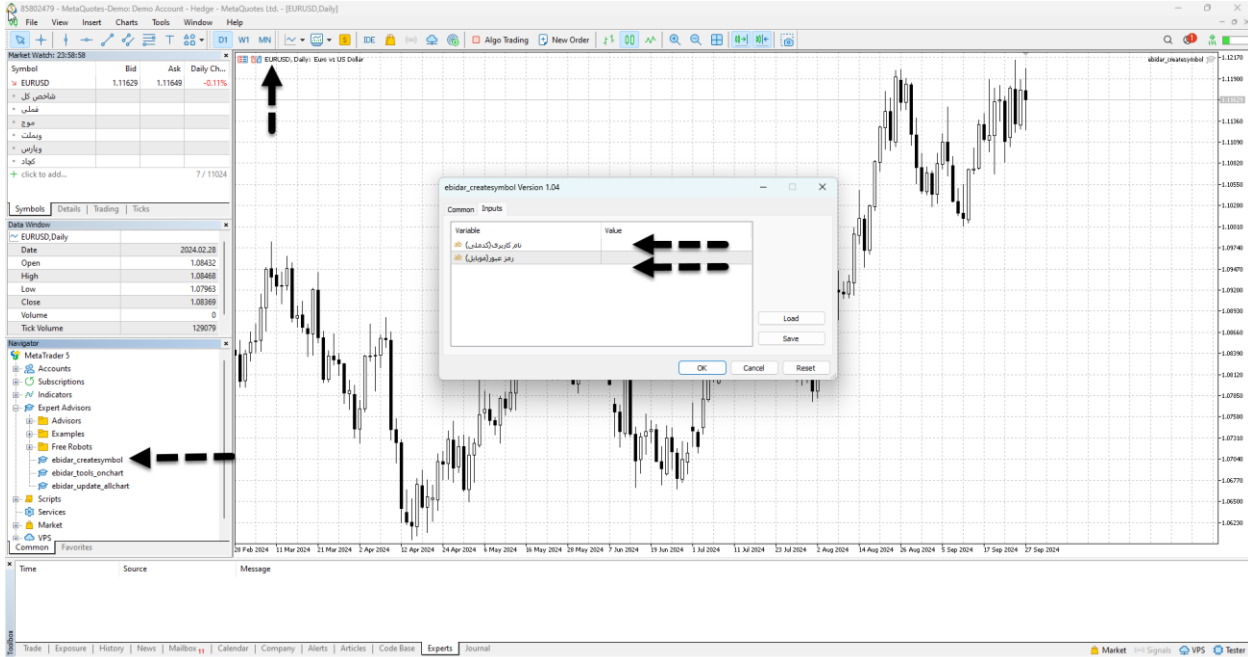 85802479 - MetaQuotes-Demo: Demo Account - Hedge - MetaQuotes Ltd. - [EURUSD,Daily]
File View Insert Charts Tools Window Help
D1 W1 MN IDE Algo Trading New Order
Market Watch: 23:58:58
Symbol Bid Ask Daily Ch...
EURUSD 1.11629 1.11649 -0.11%
شاخص کل
فملی
موج
وبملت
وپارس
کچاد
click to add... 7 / 11024
Symbols Details Trading Ticks
Data Window
EURUSD,Daily
Date 2024.02.28
Open 1.08432
High 1.08468
Low 1.07963
Close 1.08369
Volume 0
Tick Volume 129079
Navigator
MetaTrader 5
Accounts
Subscriptions
Indicators
Expert Advisors
Advisors
Examples
Free Robots
ebidar_createsymbol
ebidar_tools_onchart
ebidar_update_allchart
Scripts
Services
Market
VPS
Common Favorites
EURUSD, Daily: Euro vs US Dollar
ebidar_createsymbol
ebidar_createsymbol Version 1.04
Common Inputs
Variable Value
نام کاربری(کدملی)
رمز عبور(موبایل)
Load
Save
OK Cancel Reset
1.12170
1.11900
1.11629
1.11360
1.11090
1.10820
1.10550
1.10280
1.10010
1.09740
1.09470
1.09200
1.08930
1.08660
1.08390
1.08120
1.07850
1.07580
1.07310
1.07040
1.06770
1.06500
1.06230
28 Feb 2024 11 Mar 2024 21 Mar 2024 2 Apr 2024 12 Apr 2024 24 Apr 2024 6 May 2024 16 May 2024 28 May 2024 7 Jun 2024 19 Jun 2024 1 Jul 2024 11 Jul 2024 23 Jul 2024 2 Aug 2024 14 Aug 2024 26 Aug 2024 5 Sep 2024 17 Sep 2024 27 Sep 2024
Time Source Message
Toolbox
Trade Exposure History News Mailbox 11 Calendar Company Alerts Articles Code Base Experts Journal
Market Signals VPS Tester